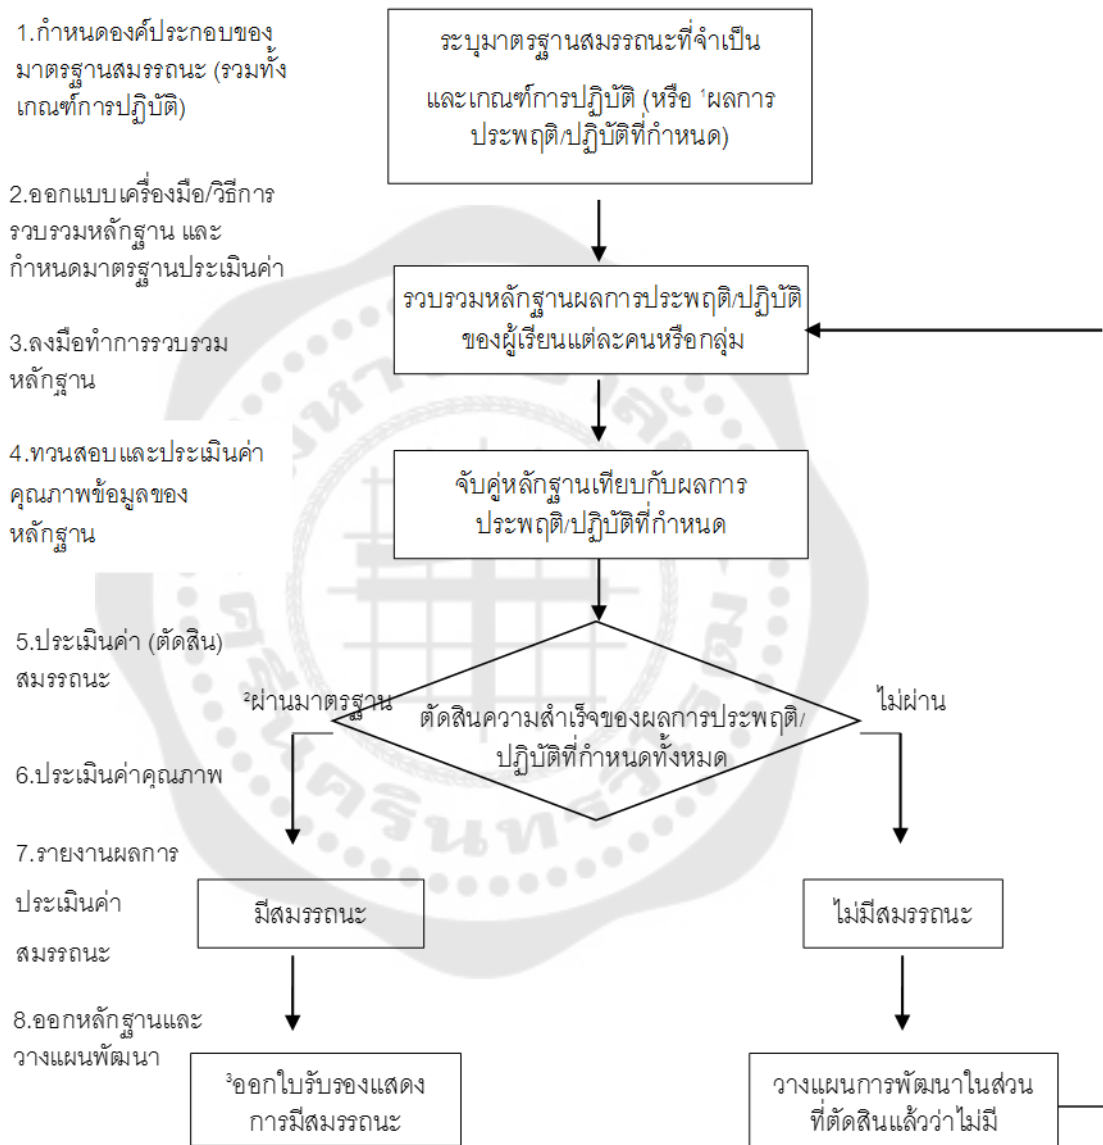 1.กำหนดองค์ประกอบของ
มาตรฐานสมรรถนะ (รวมทั้ง
เกณฑ์การปฏิบัติ)
ระบุมาตรฐานสมรรถนะที่จำเป็น
และเกณฑ์การปฏิบัติ (หรือ ¹ผลการ
ประพฤติ/ปฏิบัติที่กำหนด)
2.ออกแบบเครื่องมือ/วิธีการ
รวบรวมหลักฐาน และ
กำหนดมาตรฐานประเมินค่า
รวบรวมหลักฐานผลการประพฤติ/ปฏิบัติ
ของผู้เรียนแต่ละคนหรือกลุ่ม
3.ลงมือทำการรวบรวม
หลักฐาน
4.ทวนสอบและประเมินค่า
คุณภาพข้อมูลของ
หลักฐาน
จับคู่หลักฐานเทียบกับผลการ
ประพฤติ/ปฏิบัติที่กำหนด
5.ประเมินค่า (ตัดสิน)
สมรรถนะ
²ผ่านมาตรฐาน
ตัดสินความสำเร็จของผลการประพฤติ/
ปฏิบัติที่กำหนดทั้งหมด
ไม่ผ่าน
6.ประเมินค่าคุณภาพ
7.รายงานผลการ
ประเมินค่า
สมรรถนะ
มีสมรรถนะ
ไม่มีสมรรถนะ
8.ออกหลักฐานและ
วางแผนพัฒนา
³ออกใบรับรองแสดง
การมีสมรรถนะ
วางแผนการพัฒนาในส่วน
ที่ตัดสินแล้วว่าไม่มี